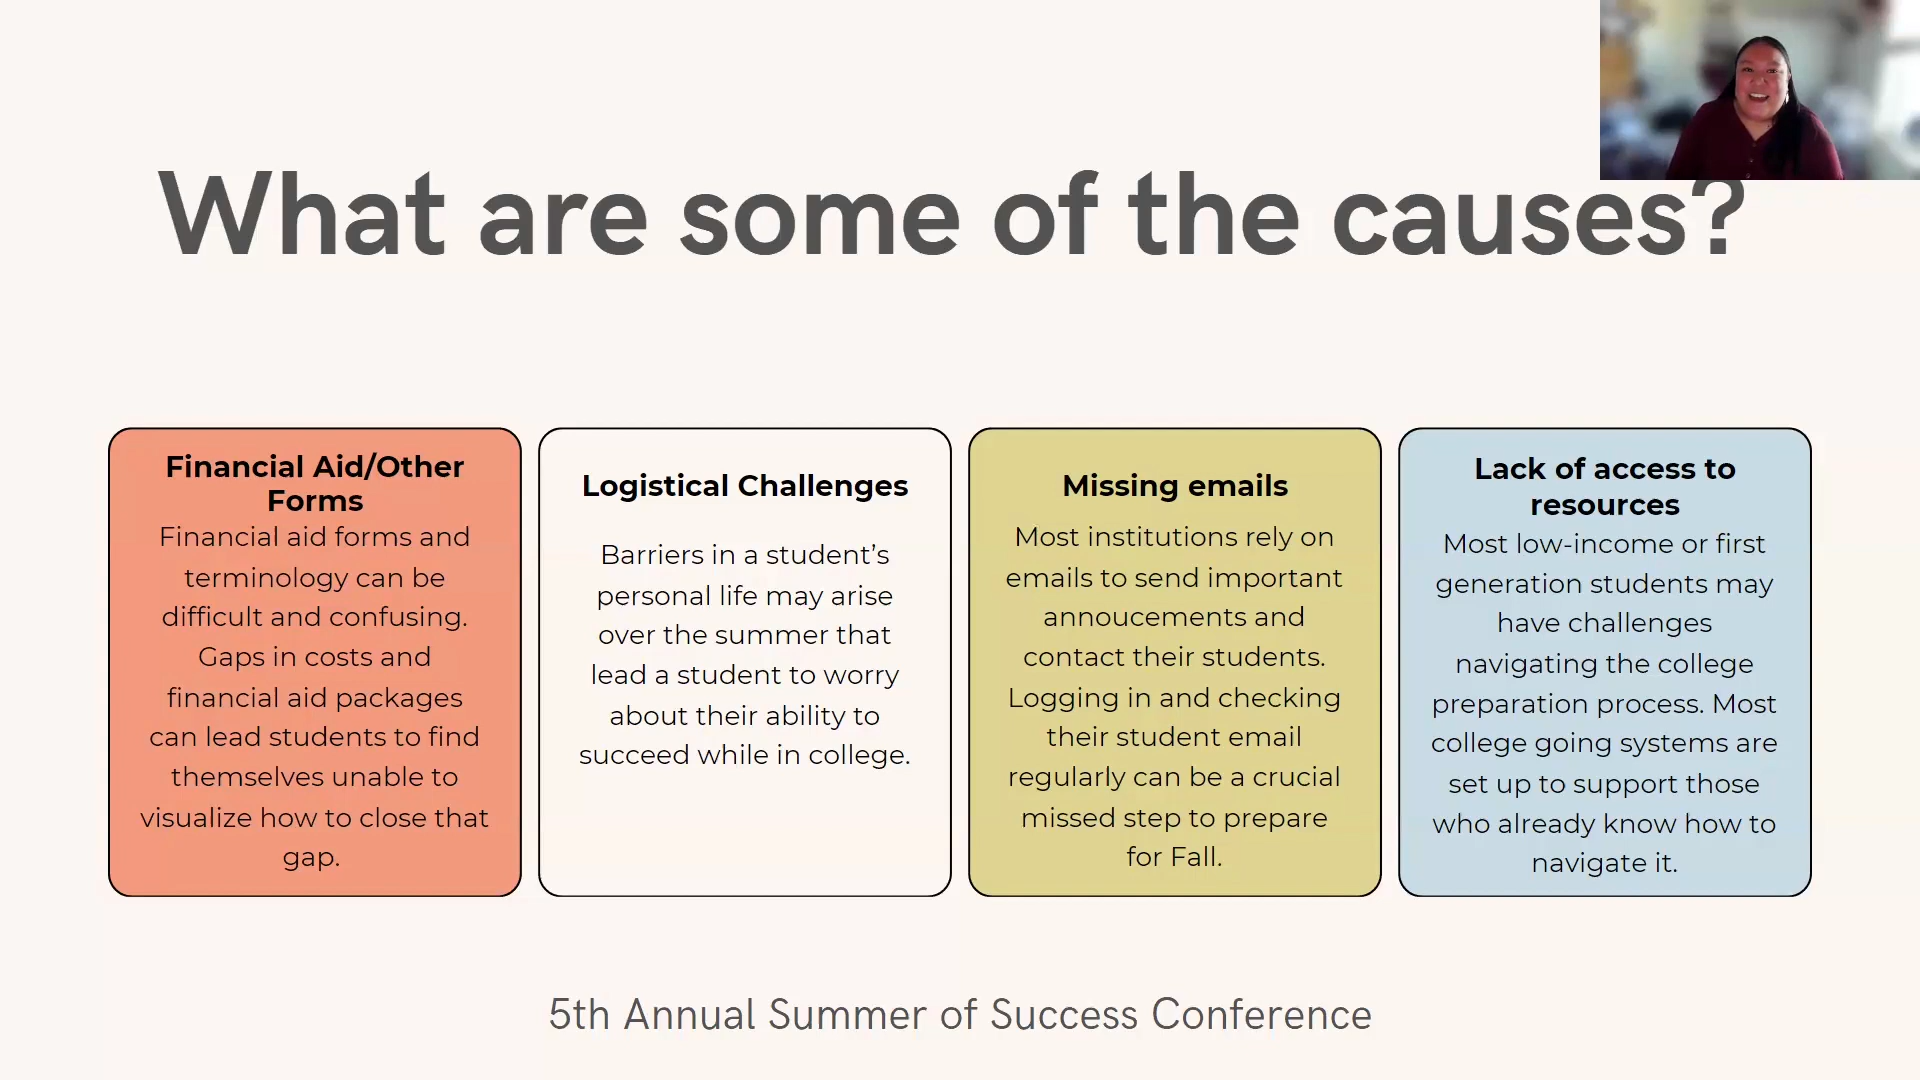 What are some of the causes?
Financial Aid/Other
Forms
Financial aid forms and
terminology can be
difficult and confusing.
Gaps in costs and
financial aid packages
can lead students to find
themselves unable to
visualize how to close that
gap.
Logistical Challenges
Barriers in a student’s
personal life may arise
over the summer that
lead a student to worry
about their ability to
succeed while in college.
Missing emails
Most institutions rely on
emails to send important
annoucements and
contact their students.
Logging in and checking
their student email
regularly can be a crucial
missed step to prepare
for Fall.
Lack of access to
resources
Most low-income or first
generation students may
have challenges
navigating the college
preparation process. Most
college going systems are
set up to support those
who already know how to
navigate it.
5th Annual Summer of Success Conference